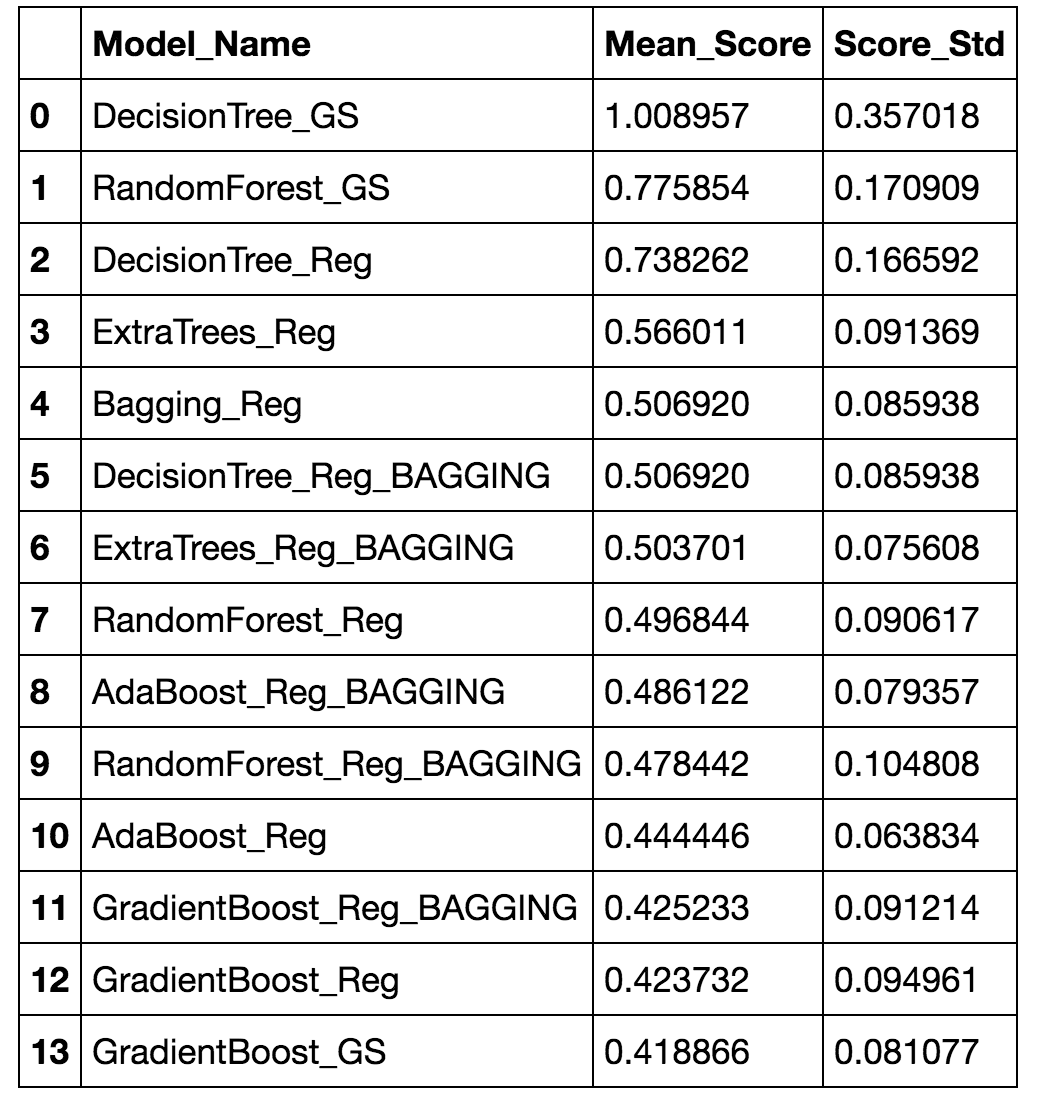 Model_Name Mean_Score Score_Std
0 DecisionTree_GS 1.008957 0.357018
1 RandomForest_GS 0.775854 0.170909
2 DecisionTree_Reg 0.738262 0.166592
3 ExtraTrees_Reg 0.566011 0.091369
4 Bagging_Reg 0.506920 0.085938
5 DecisionTree_Reg_BAGGING 0.506920 0.085938
6 ExtraTrees_Reg_BAGGING 0.503701 0.075608
7 RandomForest_Reg 0.496844 0.090617
8 AdaBoost_Reg_BAGGING 0.486122 0.079357
9 RandomForest_Reg_BAGGING 0.478442 0.104808
10 AdaBoost_Reg 0.444446 0.063834
11 GradientBoost_Reg_BAGGING 0.425233 0.091214
12 GradientBoost_Reg 0.423732 0.094961
13 GradientBoost_GS 0.418866 0.081077